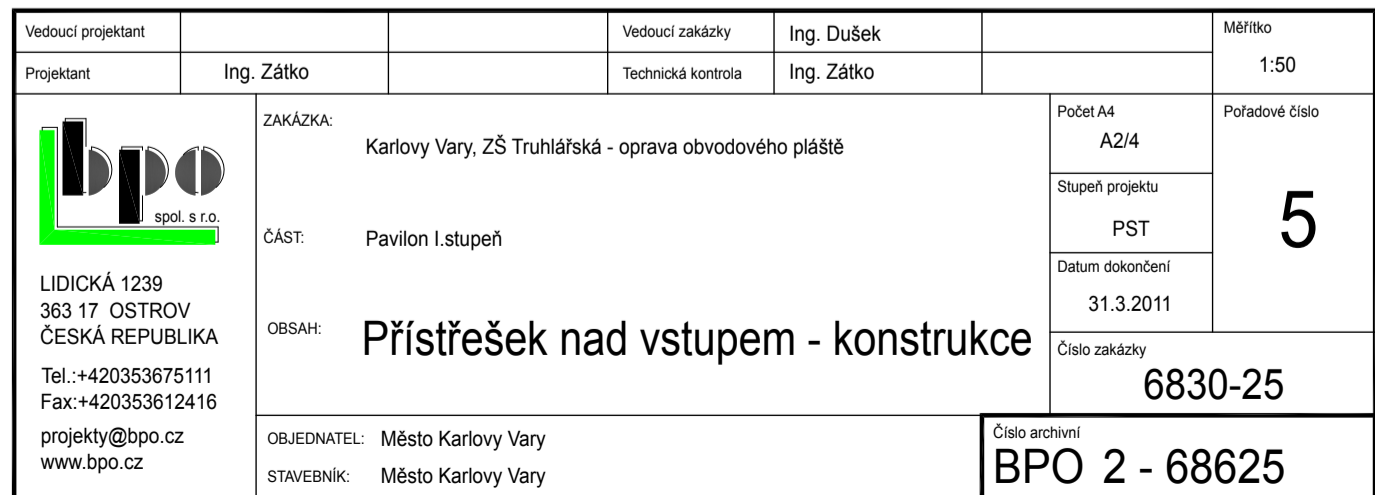 Vedoucí projektant Vedoucí zakázky Ing. Dušek Měřítko
Projektant Ing. Zátko Technická kontrola Ing. Zátko 1:50
bpo
spol. s r.o.
LIDICKÁ 1239
363 17 OSTROV
ČESKÁ REPUBLIKA
Tel.:+420353675111
Fax:+420353612416
projekty@bpo.cz
www.bpo.cz
ZAKÁZKA:
Karlovy Vary, ZŠ Truhlářská - oprava obvodového pláště
ČÁST: Pavilon I.stupeň
OBSAH: Přístřešek nad vstupem - konstrukce
OBJEDNATEL: Město Karlovy Vary
STAVEBNÍK: Město Karlovy Vary
Počet A4
A2/4
Stupeň projektu
PST
Datum dokončení
31.3.2011
Pořadové číslo
5
Číslo zakázky
6830-25
Číslo archivní
BPO 2 - 68625